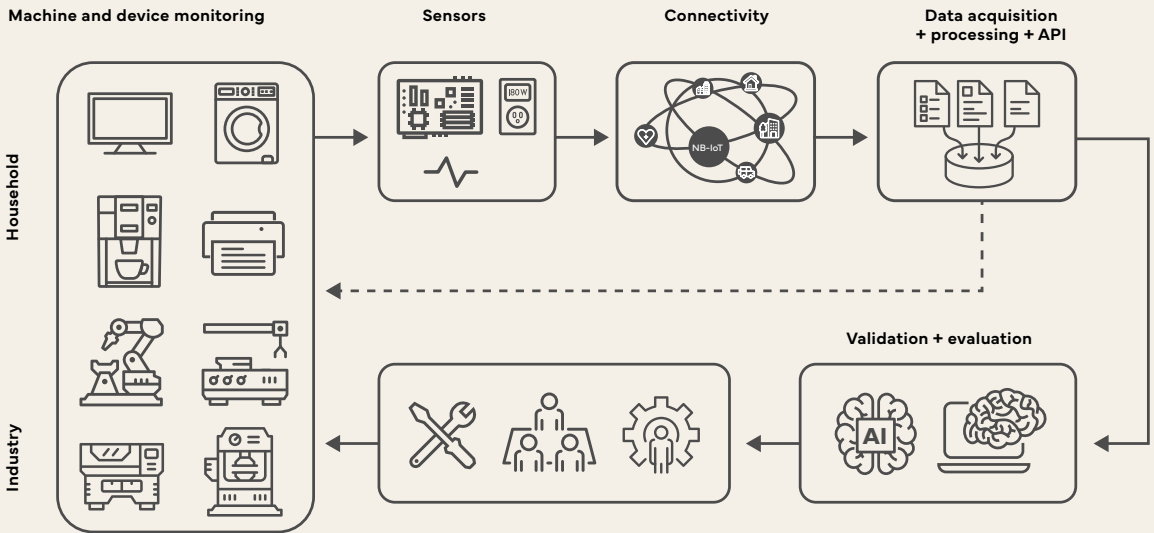 Machine and device monitoring
Sensors
Connectivity
Data acquisition
+ processing + API
Household
180W
NB-IoT
Validation + evaluation
AI
Industry